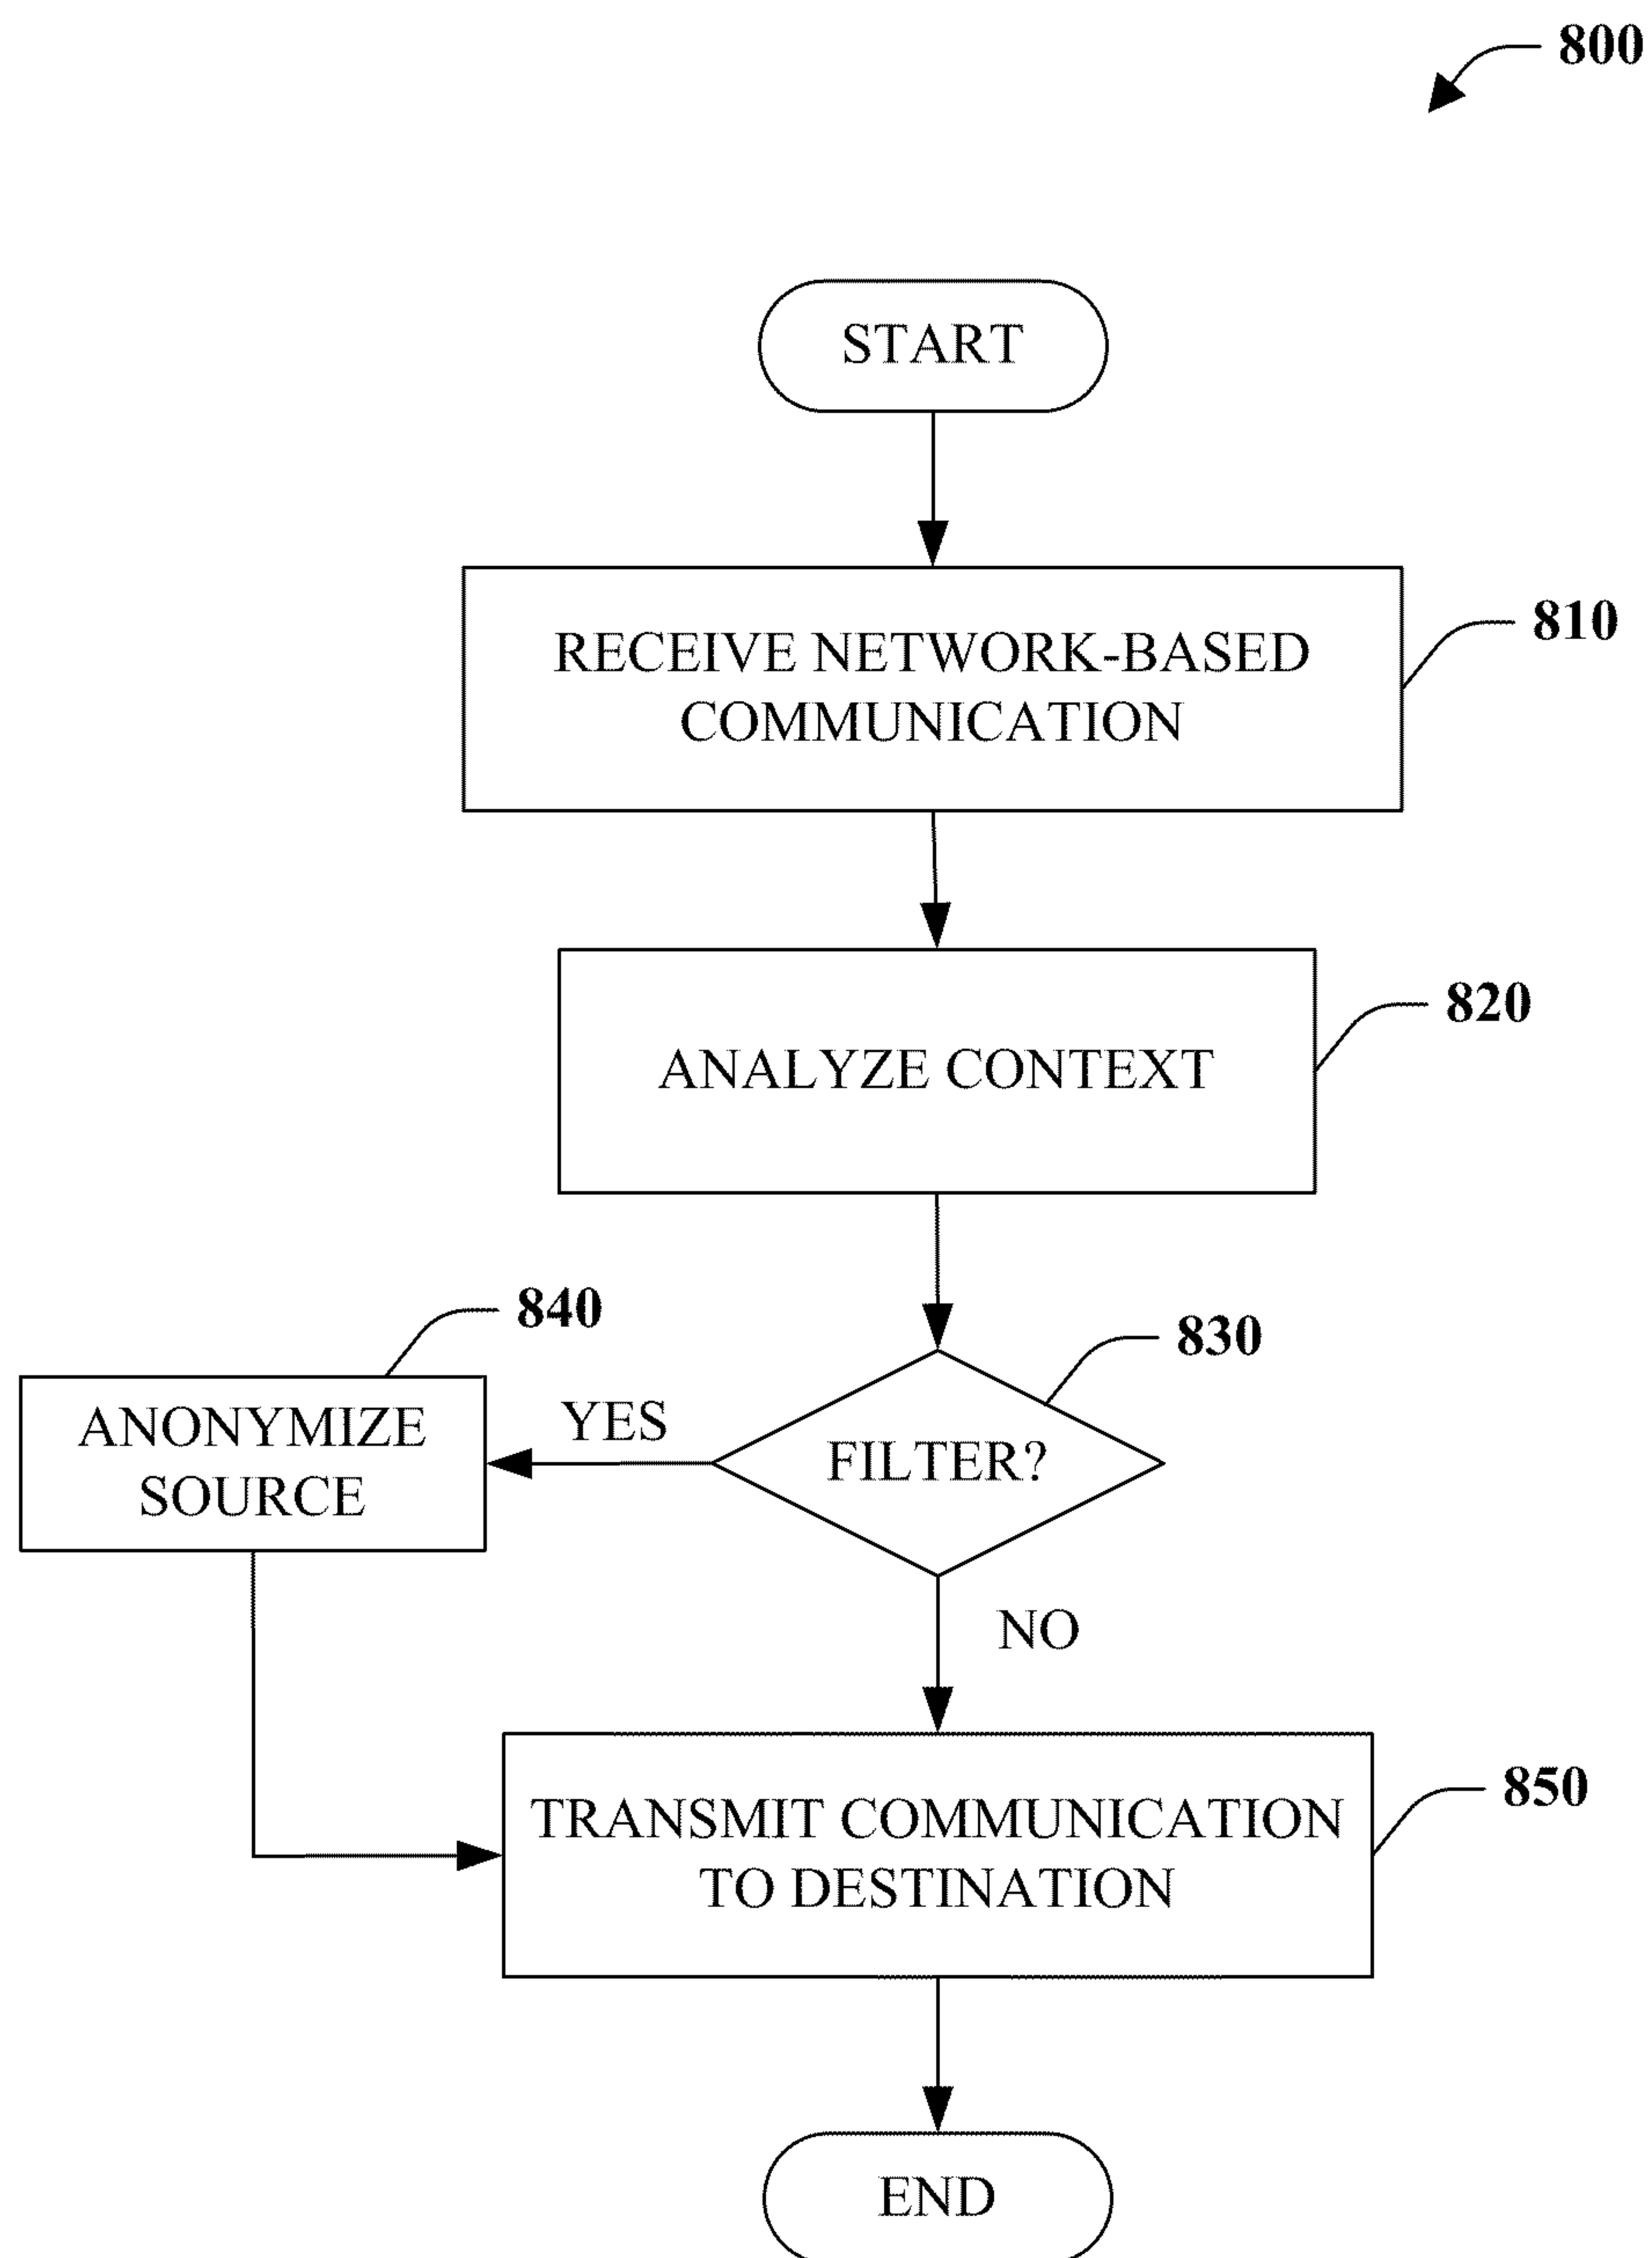 800
START
RECEIVE NETWORK-BASED
COMMUNICATION
810
ANALYZE CONTEXT
820
840
830
ANONYMIZE
SOURCE
YES
FILTER?
NO
TRANSMIT COMMUNICATION
TO DESTINATION
850
END